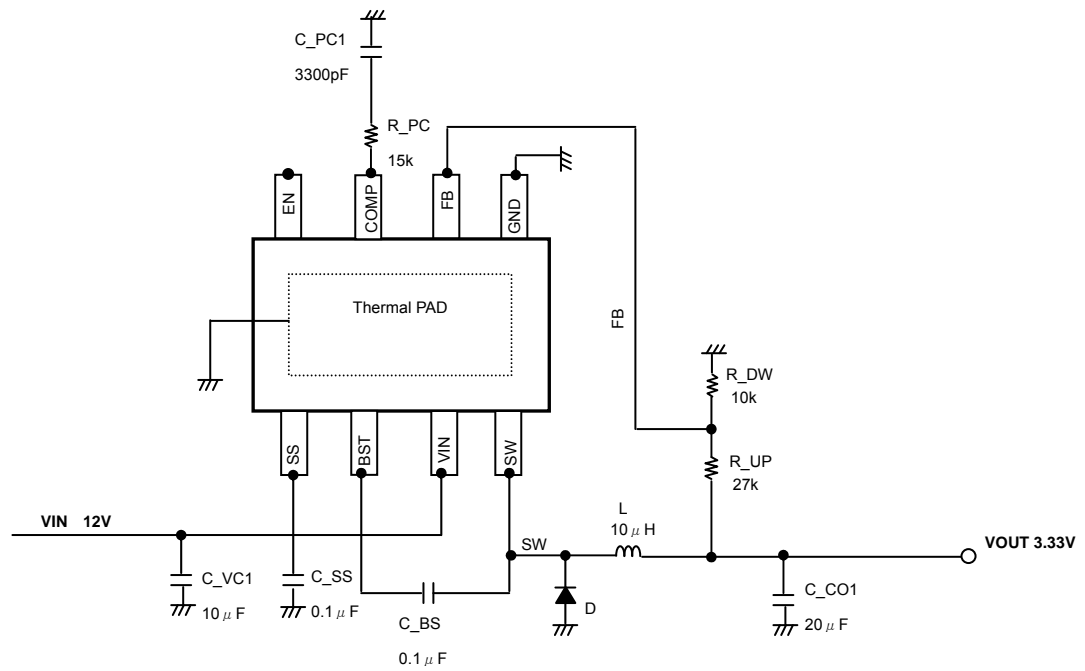 C_PC1
3300pF
R_PC
15k
EN
COMP
FB
GND
Thermal PAD
FB
R_DW
10k
SS
BST
VIN
SW
R_UP
27k
VIN 12V
L
10μH
SW
VOUT 3.33V
C_VC1
10μF
C_SS
0.1μF
C_BS
0.1μF
D
C_CO1
20μF